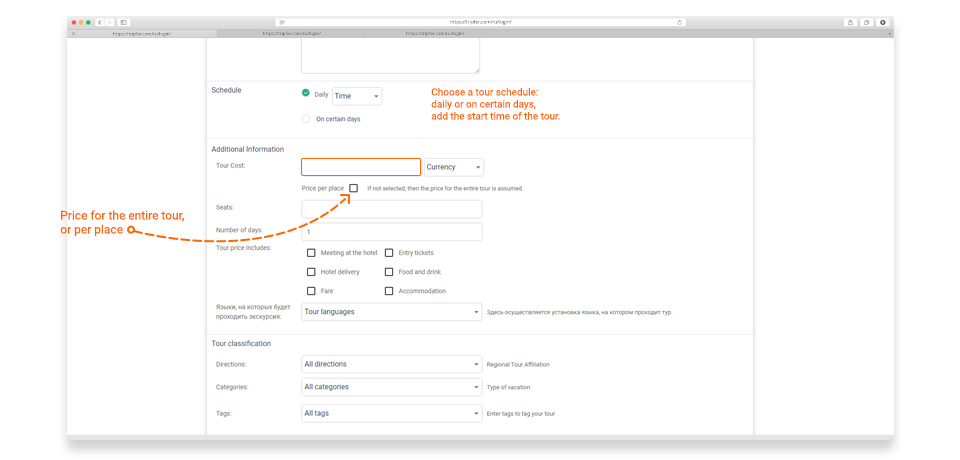 https://tripfer.com/ru/login/
https://tripfer.com/ru/login/
https://tripfer.com/ru/login/
https://tripfer.com/ru/login/
Schedule
Daily
Time
On certain days
Choose a tour schedule:
daily or on certain days,
add the start time of the tour.
Additional Information
Tour Cost:
Currency
Price per place
If not selected, then the price for the entire tour is assumed.
Price for the entire tour,
or per place
Seats:
Number of days:
1
Tour price includes:
Meeting at the hotel
Entry tickets
Hotel delivery
Food and drink
Fare
Accommodation
Языки, на которых будет
проходить экскурсия:
Tour languages
Здесь осуществляется установка языка, на котором проходит тур.
Tour classification
Directions:
All directions
Regional Tour Affiliation
Categories:
All categories
Type of vacation
Tags:
All tags
Enter tags to tag your tour